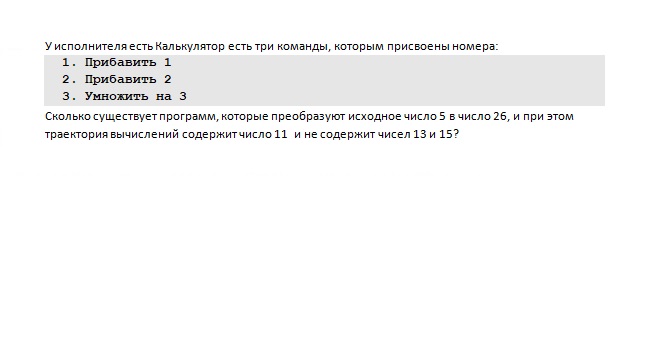 У исполнителя есть Калькулятор есть три команды, которым присвоены номера:
1. Прибавить 1
2. Прибавить 2
3. Умножить на 3
Сколько существует программ, которые преобразуют исходное число 5 в число 26, и при этом
траектория вычислений содержит число 11 и не содержит чисел 13 и 15?